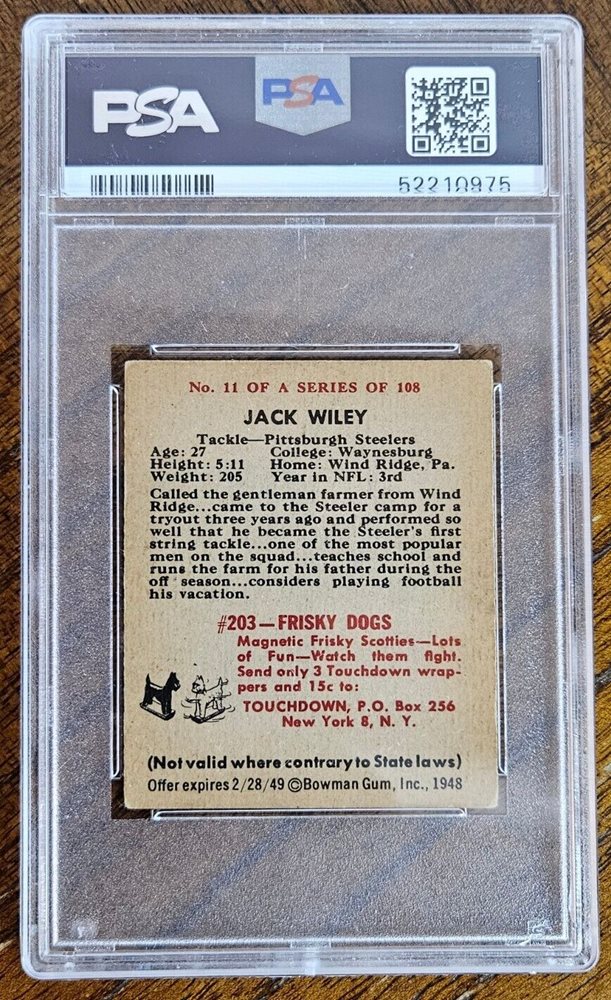 PSA
PSA
52210975
No. 11 OF A SERIES OF 108
JACK WILEY
Tackle—Pittsburgh Steelers
Age: 27 College: Waynesburg
Height: 5:11 Home: Wind Ridge, Pa.
Weight: 205 Year in NFL: 3rd
Called the gentleman farmer from Wind
Ridge...came to the Steeler camp for a
tryout three years ago and performed so
well that he became the Steeler's first
string tackle...one of the most popular
men on the squad...teaches school and
runs the farm for his father during the
off season...considers playing football
his vacation.
#203—FRISKY DOGS
Magnetic Frisky Scotties—Lots
of Fun—Watch them fight.
Send only 3 Touchdown wrap-
pers and 15c to:
TOUCHDOWN, P.O. Box 256
New York 8, N. Y.
(Not valid where contrary to State laws)
Offer expires 2/28/49 ©Bowman Gum, Inc., 1948